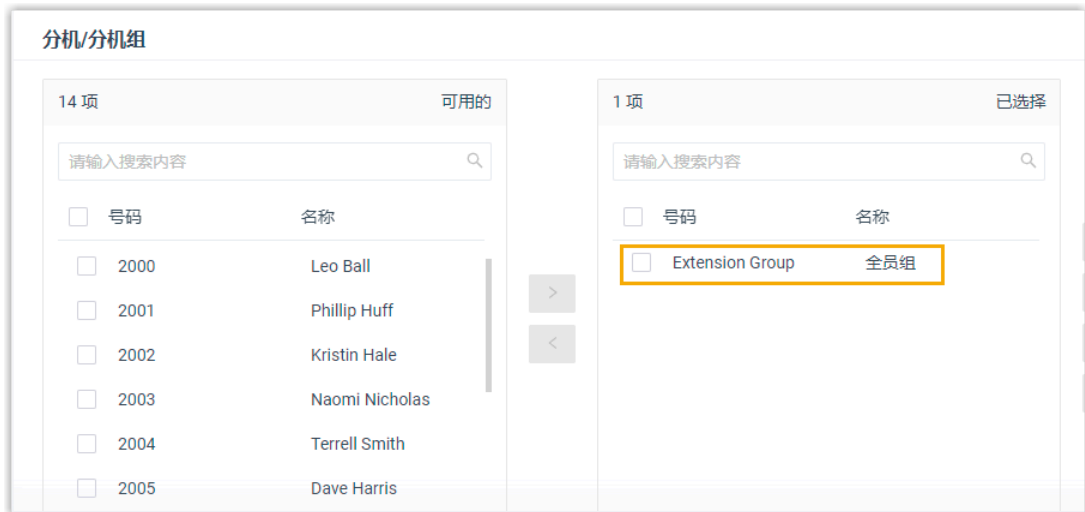 分机/分机组
14 项 可用的
请输入搜索内容
号码 名称
2000 Leo Ball
2001 Phillip Huff
2002 Kristin Hale
2003 Naomi Nicholas
2004 Terrell Smith
2005 Dave Harris
1 项 已选择
请输入搜索内容
号码 名称
Extension Group 全员组